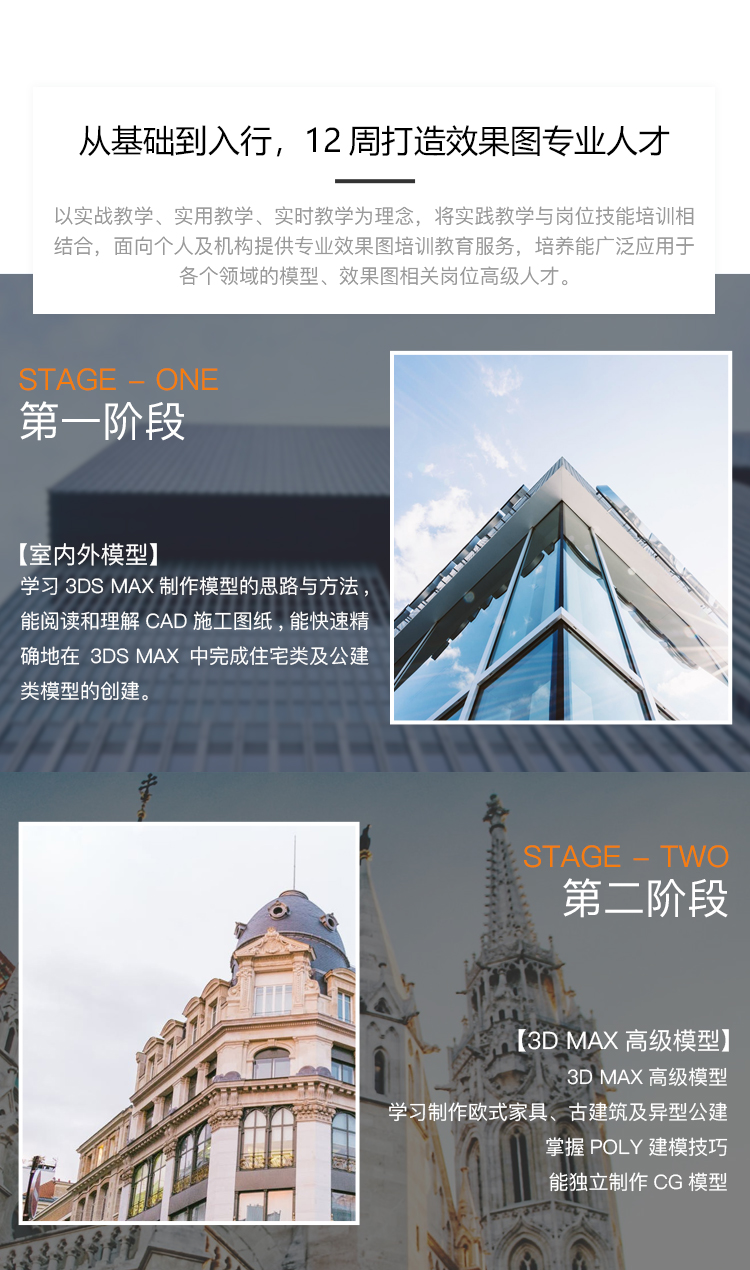 从基础到入行，12周打造效果图专业人才
以实战教学、实用教学、实时教学为理念，将实践教学与岗位技能培训相
结合，面向个人及机构提供专业效果图培训教育服务，培养能广泛应用于
各个领域的模型、效果图相关岗位高级人才。
STAGE - ONE
第一阶段
【室内外模型】
学习 3DS MAX 制作模型的思路与方法，
能阅读和理解 CAD 施工图纸，能快速精
确地在 3DS MAX 中完成住宅类及公建
类模型的创建。
STAGE - TWO
第二阶段
【3D MAX 高级模型】
3D MAX 高级模型
学习制作欧式家具、古建筑及异型公建
掌握 POLY 建模技巧
能独立制作 CG 模型